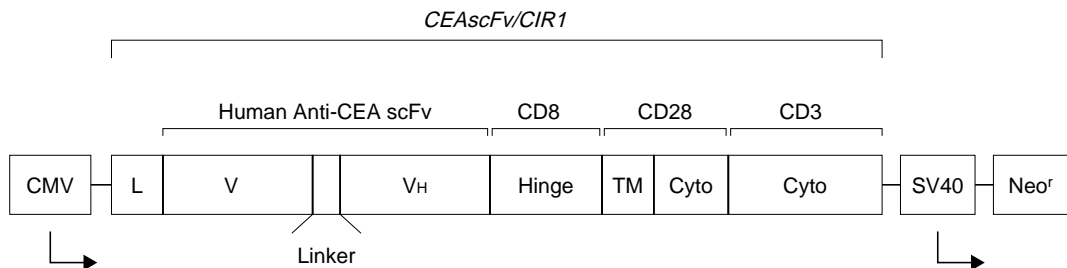 CEAscFv/CIR1
Human Anti-CEA scFv CD8 CD28 CD3
CMV L V VH Hinge TM Cyto Cyto SV40 Neoʳ
Linker